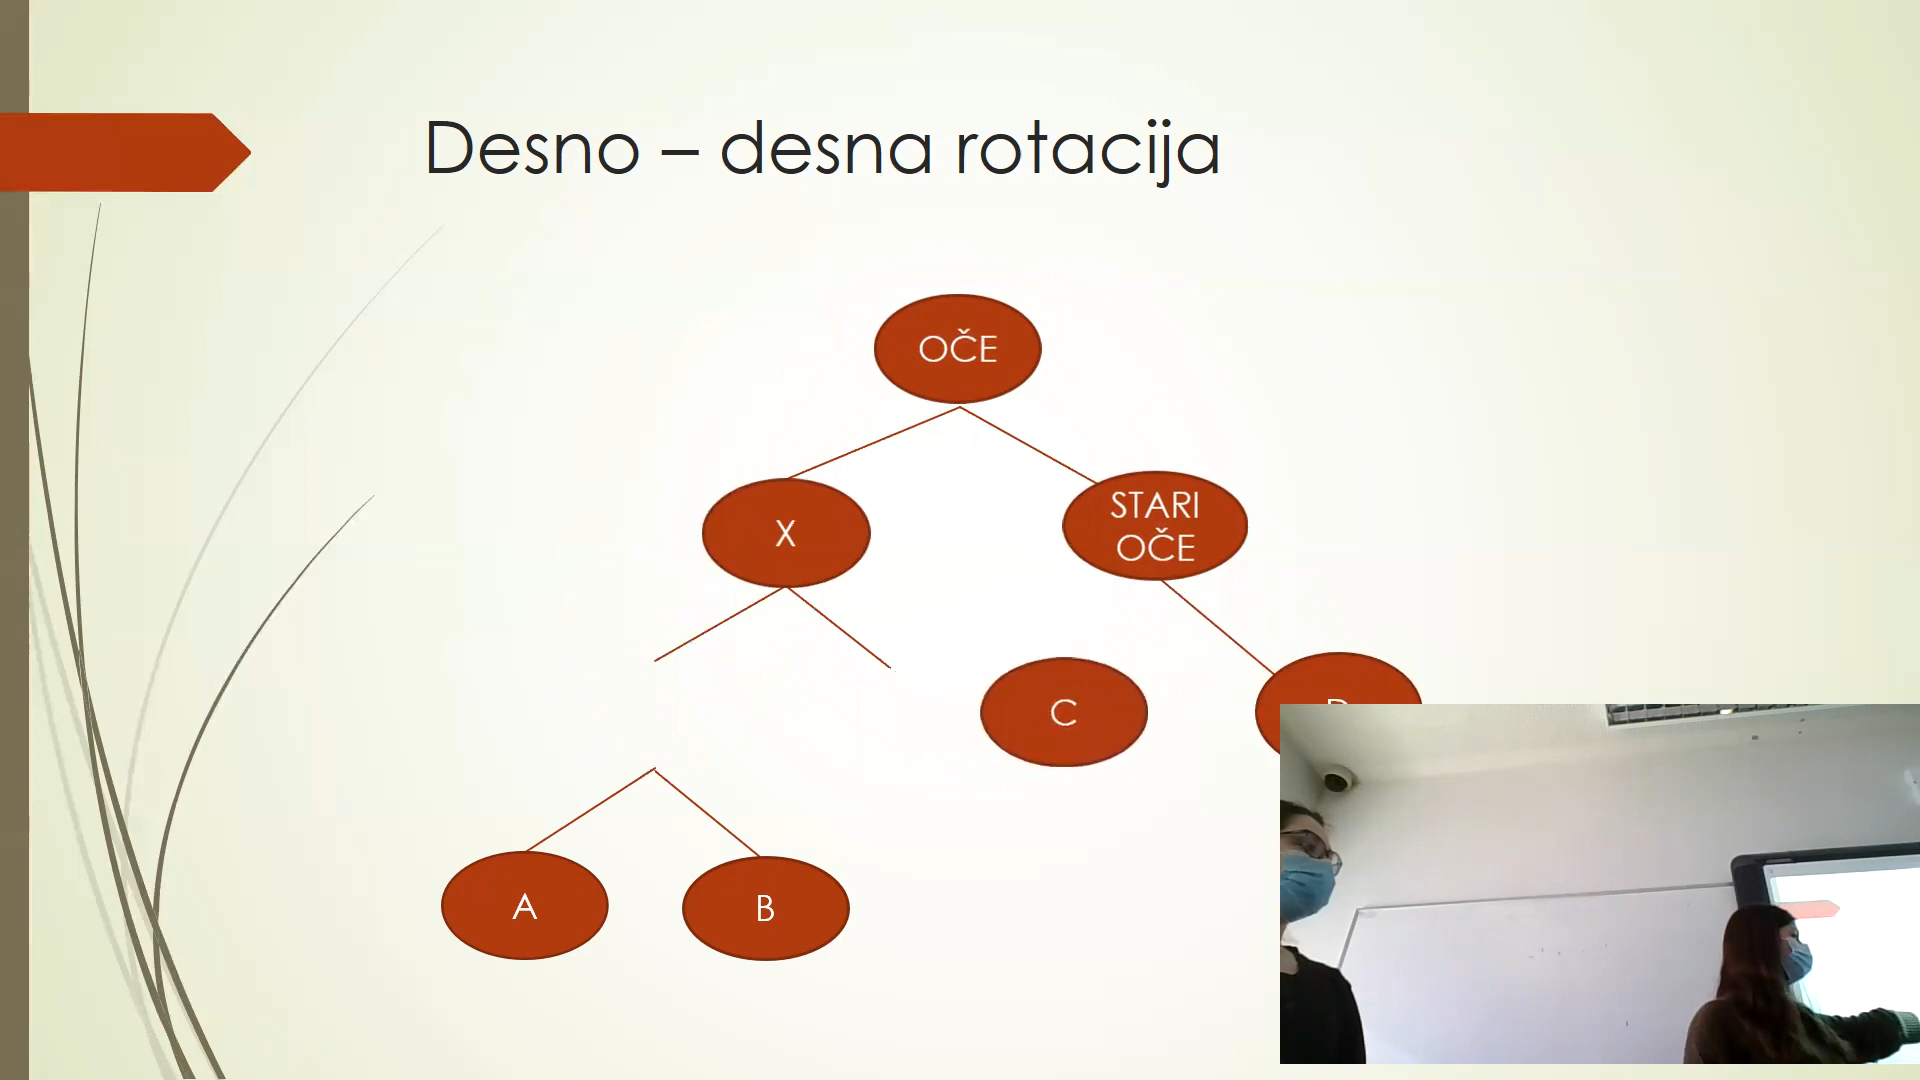 Desno – desna rotacija
OČE
X
STARI
OČE
C
A
B